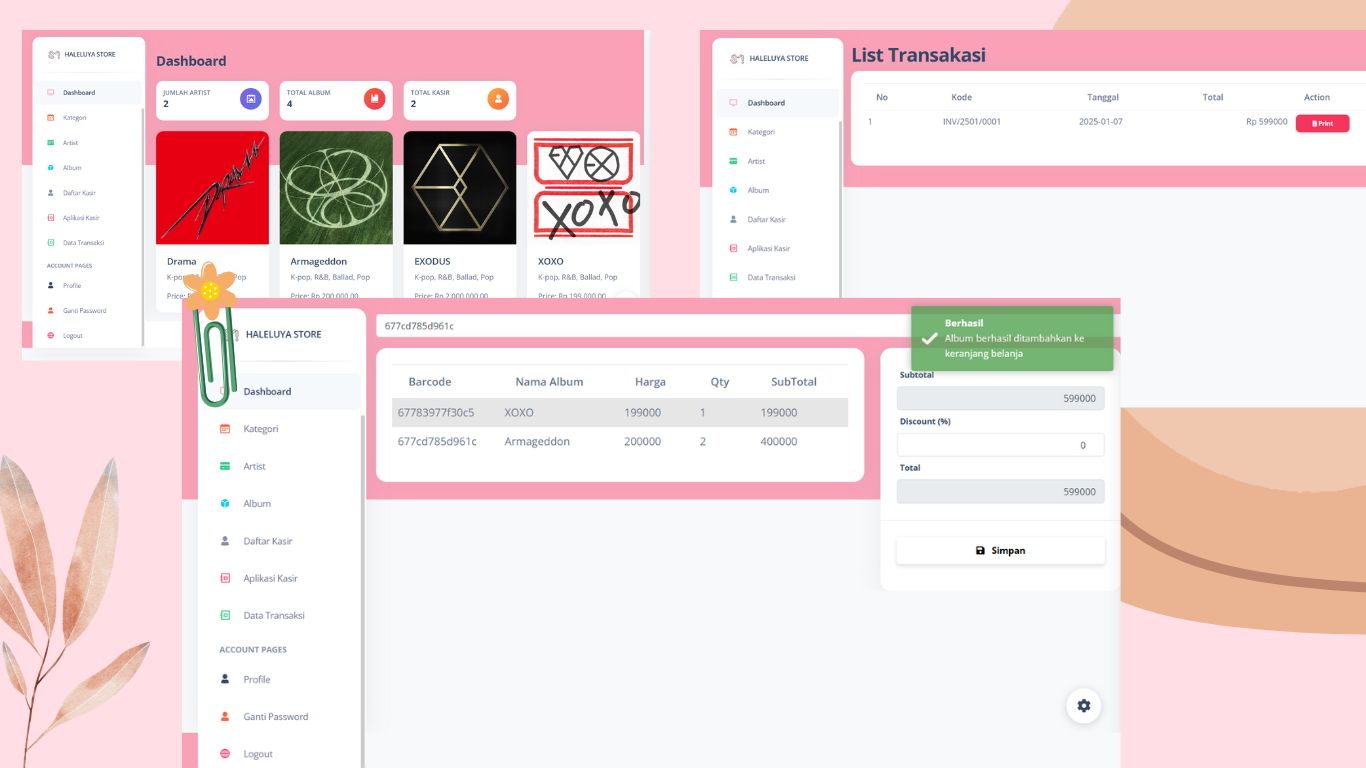 HALELUYA STORE
Dashboard
Kategori
Artist
Album
Daftar Kasir
Aplikasi Kasir
Data Transaksi
ACCOUNT PAGES
Profile
Ganti Password
Logout
Dashboard
JUMLAH ARTIST
2
TOTAL ALBUM
4
TOTAL KASIR
2
Drama
K-pop, R&B, Ballad, Pop
Price: Rp
Armageddon
K-pop, R&B, Ballad, Pop
Price: Rp 200,000.00
EXODUS
K-pop, R&B, Ballad, Pop
Price: Rp 2,000,000.00
EXO
XOXO
XOXO
K-pop, R&B, Ballad, Pop
Price: Rp 199,000.00
HALELUYA STORE
Dashboard
Kategori
Artist
Album
Daftar Kasir
Aplikasi Kasir
Data Transaksi
List Transakasi
No Kode Tanggal Total Action
1 INV/2501/0001 2025-01-07 Rp 599000 Print
HALELUYA STORE
Dashboard
Kategori
Artist
Album
Daftar Kasir
Aplikasi Kasir
Data Transaksi
ACCOUNT PAGES
Profile
Ganti Password
Logout
677cd785d961c
Barcode Nama Album Harga Qty SubTotal
67783977f30c5 XOXO 199000 1 199000
677cd785d961c Armageddon 200000 2 400000
Berhasil
Album berhasil ditambahkan ke
keranjang belanja
Subtotal
599000
Discount (%)
0
Total
599000
Simpan